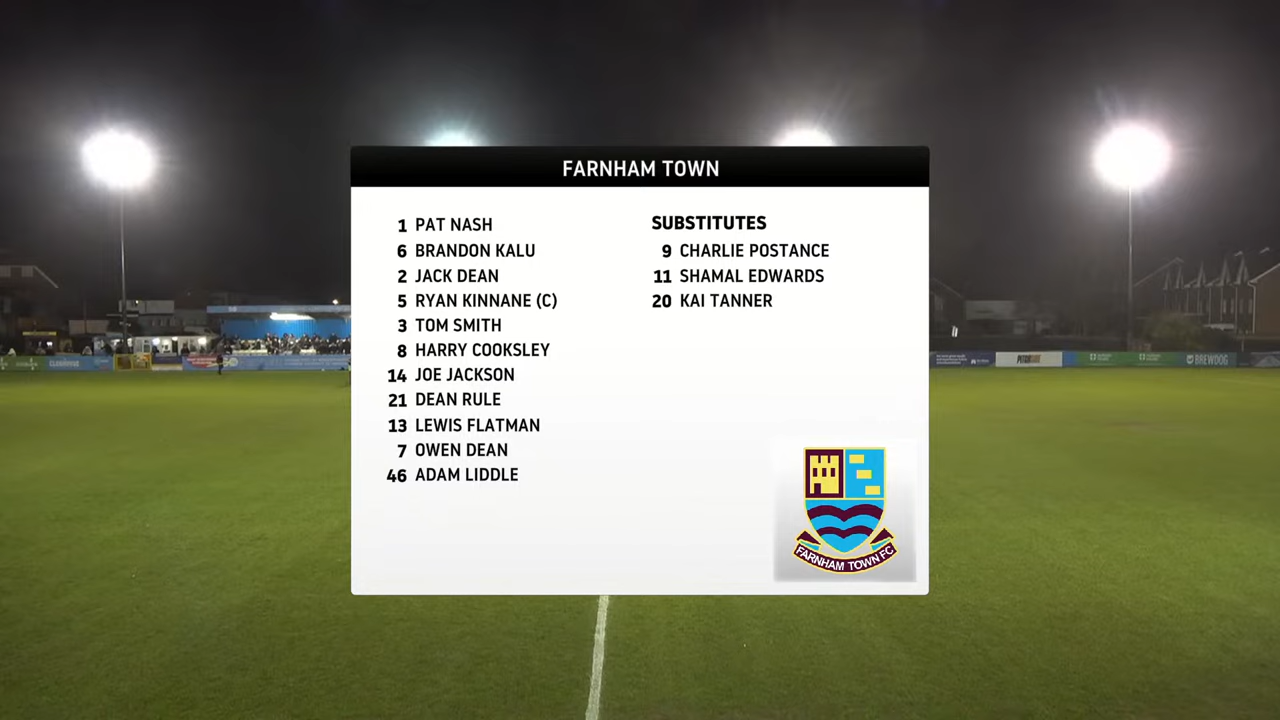 FARNHAM TOWN
1 PAT NASH
6 BRANDON KALU
2 JACK DEAN
5 RYAN KINNANE (C)
3 TOM SMITH
8 HARRY COOKSLEY
14 JOE JACKSON
21 DEAN RULE
13 LEWIS FLATMAN
7 OWEN DEAN
46 ADAM LIDDLE
SUBSTITUTES
9 CHARLIE POSTANCE
11 SHAMAL EDWARDS
20 KAI TANNER
BREWDOG
FARNHAM TOWN FC